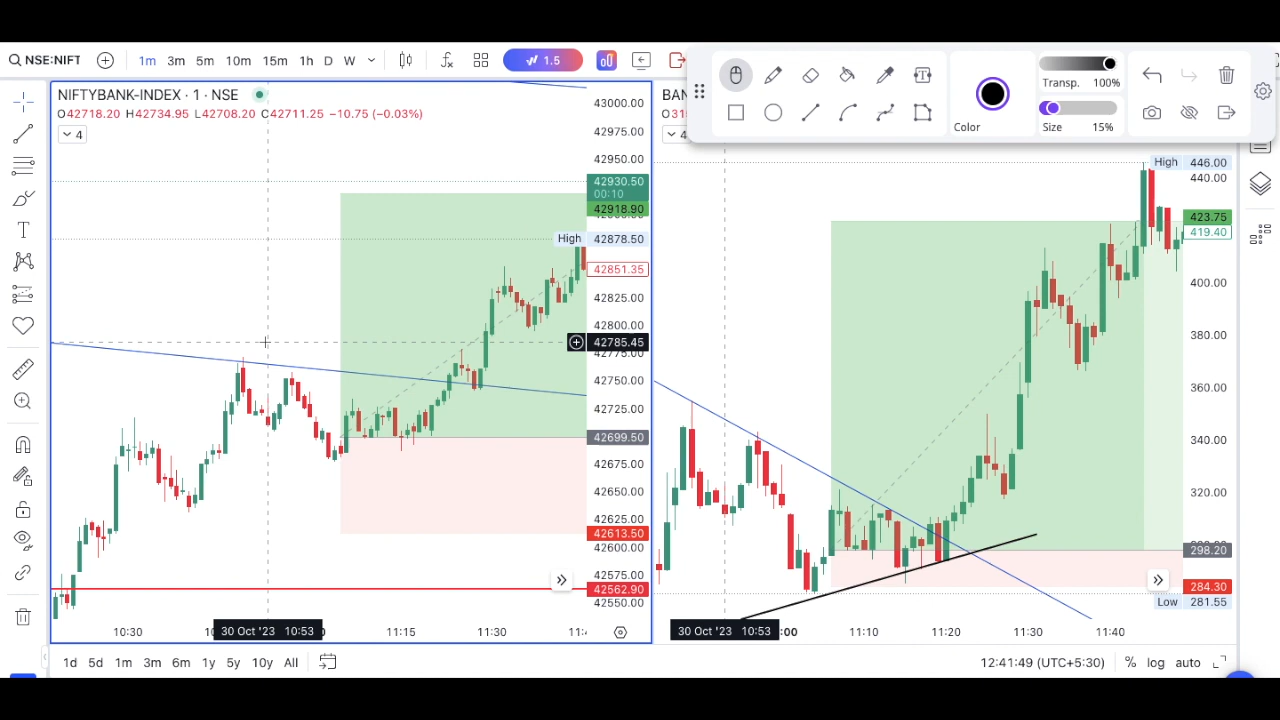 NSE:NIFT
1m 3m 5m 10m 15m 1h D W
1.5
Color
Transp. 100%
Size 15%
NIFTYBANK-INDEX · 1 · NSE
O42718.20 H42734.95 L42708.20 C42711.25 −10.75 (−0.03%)
4
43000.00
42975.00
42950.00
42930.50
00:10
42918.90
High 42878.50
42851.35
42825.00
42800.00
42785.45
42775.00
42750.00
42725.00
42699.50
42675.00
42650.00
42625.00
42613.50
42600.00
42575.00
42562.90
42550.00
10:30
30 Oct '23 10:53
11:15
11:30
BAN
4
High 446.00
440.00
423.75
419.40
400.00
380.00
360.00
340.00
320.00
298.20
284.30
Low 281.55
30 Oct '23 10:53
:00
11:10
11:20
11:30
11:40
1d 5d 1m 3m 6m 1y 5y 10y All
12:41:49 (UTC+5:30) % log auto